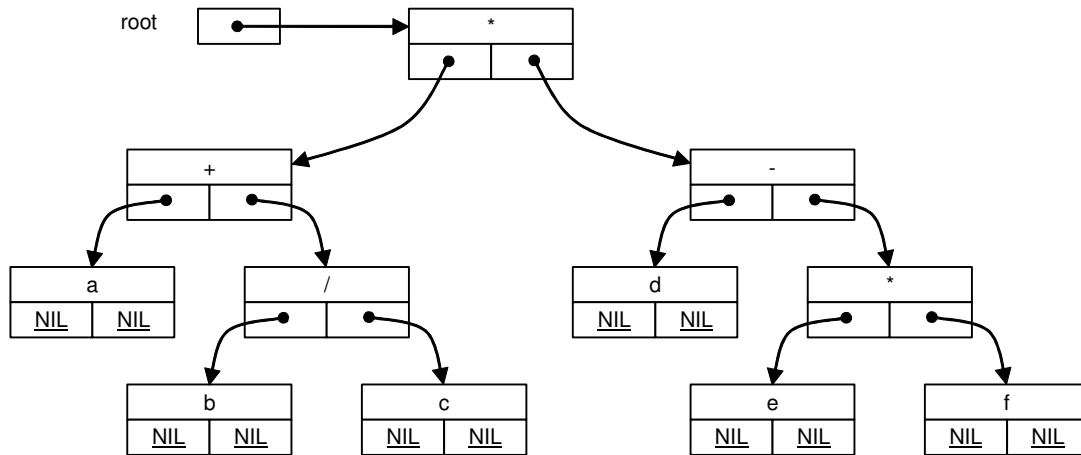 root *
+ -
a / d *
NIL NIL NIL NIL
b c e f
NIL NIL NIL NIL NIL NIL NIL NIL